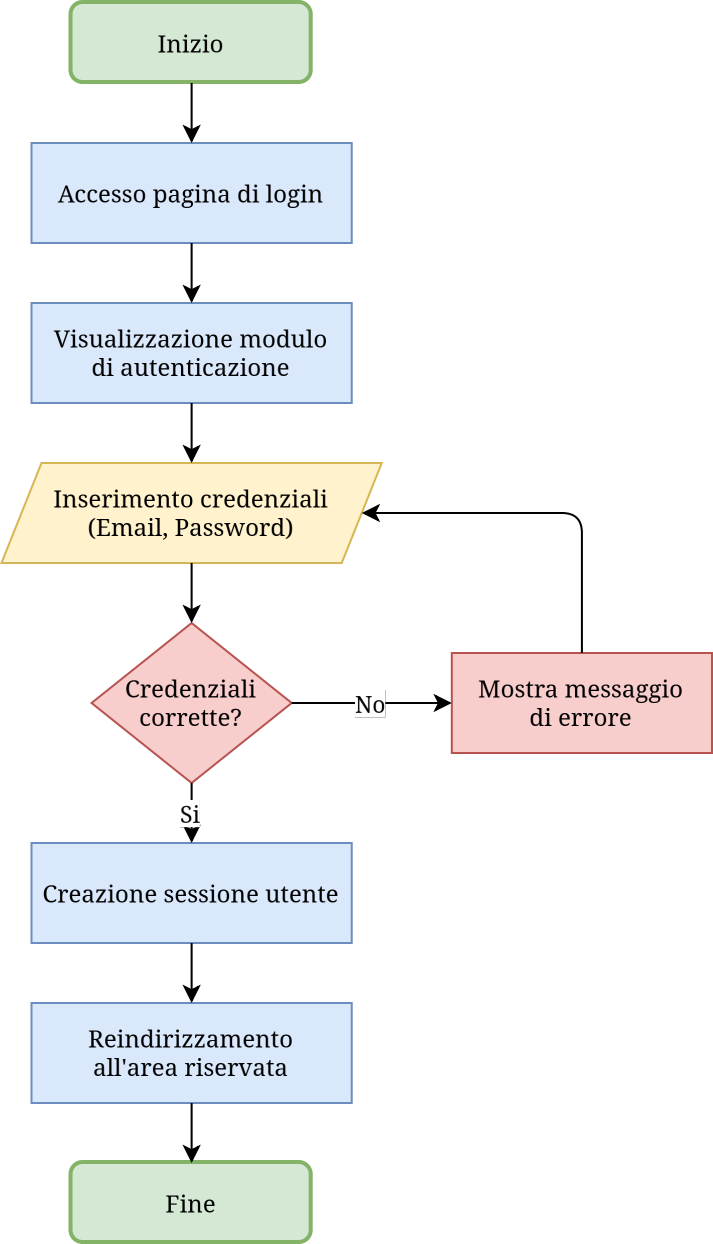 Inizio
Accesso pagina di login
Visualizzazione modulo
di autenticazione
Inserimento credenziali
(Email, Password)
Credenziali
corrette?
No
Mostra messaggio
di errore
Si
Creazione sessione utente
Reindirizzamento
all'area riservata
Fine